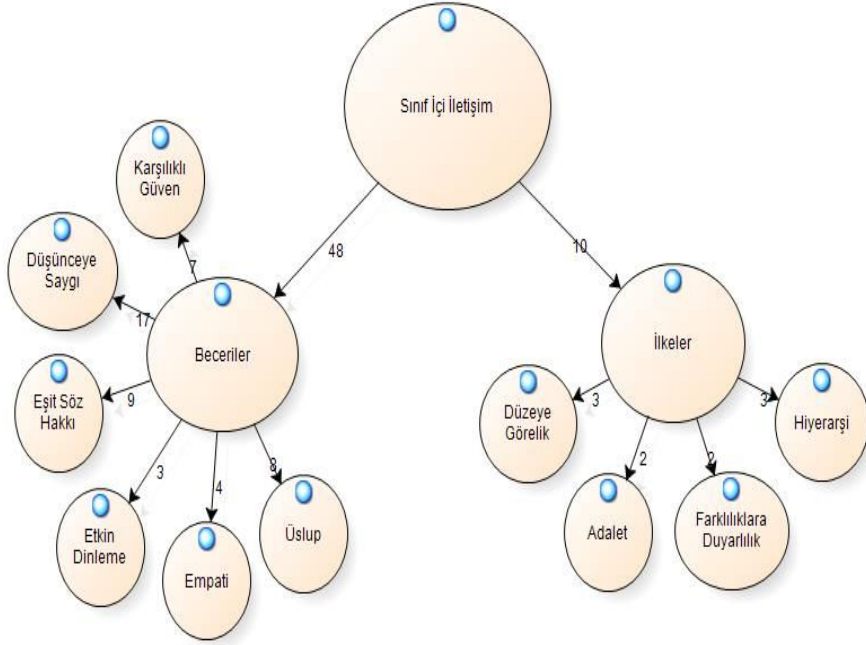 Sınıf İçi İletişim
48
10
Karşılıklı
Güven
7
Düşünceye
Saygı
17
Beceriler
Eşit Söz
Hakkı
9
Etkin
Dinleme
3
Empati
4
Üslup
8
İlkeler
Düzeye
Görelik
3
Adalet
2
Farklılıklara
Duyarlılık
2
Hiyerarşi
3